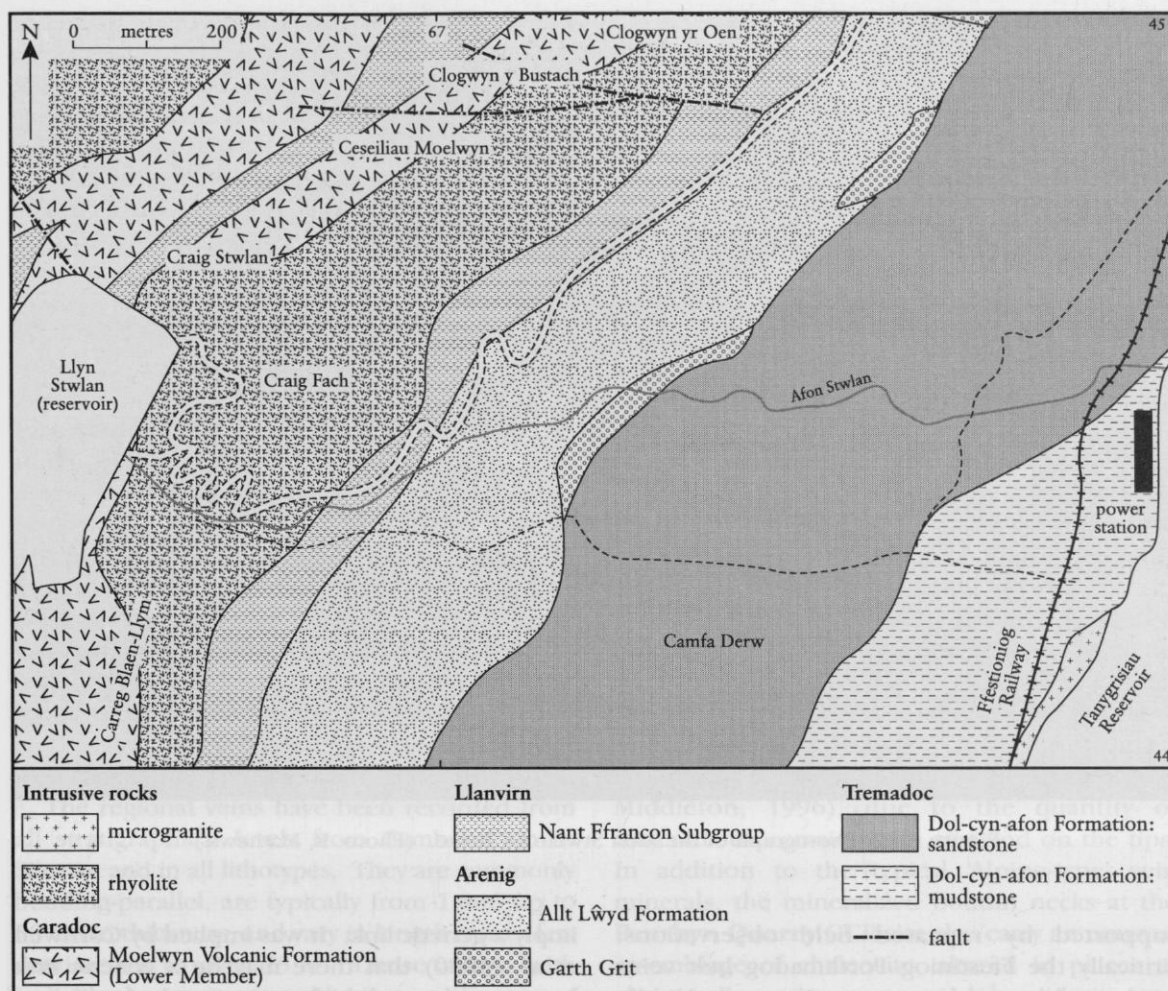 N
0 metres 200
67
45
Clogwyn yr Oen
Clogwyn y Bustach
Ceseiliau Moelwyn
Craig Stwlan
Llyn
Stwlan
(reservoir)
Craig Fach
Afon Stwlan
power
station
Carreg Blaen-Llym
Camfa Derw
Ffestiniog
Railway
Tanygrisiau
Reservoir
44
Intrusive rocks
microgranite
rhyolite
Caradoc
Moelwyn Volcanic Formation
(Lower Member)
Llanvirn
Nant Ffrancon Subgroup
Arenig
Allt Lŵyd Formation
Garth Grit
Tremadoc
Dol-cyn-afon Formation:
sandstone
Dol-cyn-afon Formation:
mudstone
fault